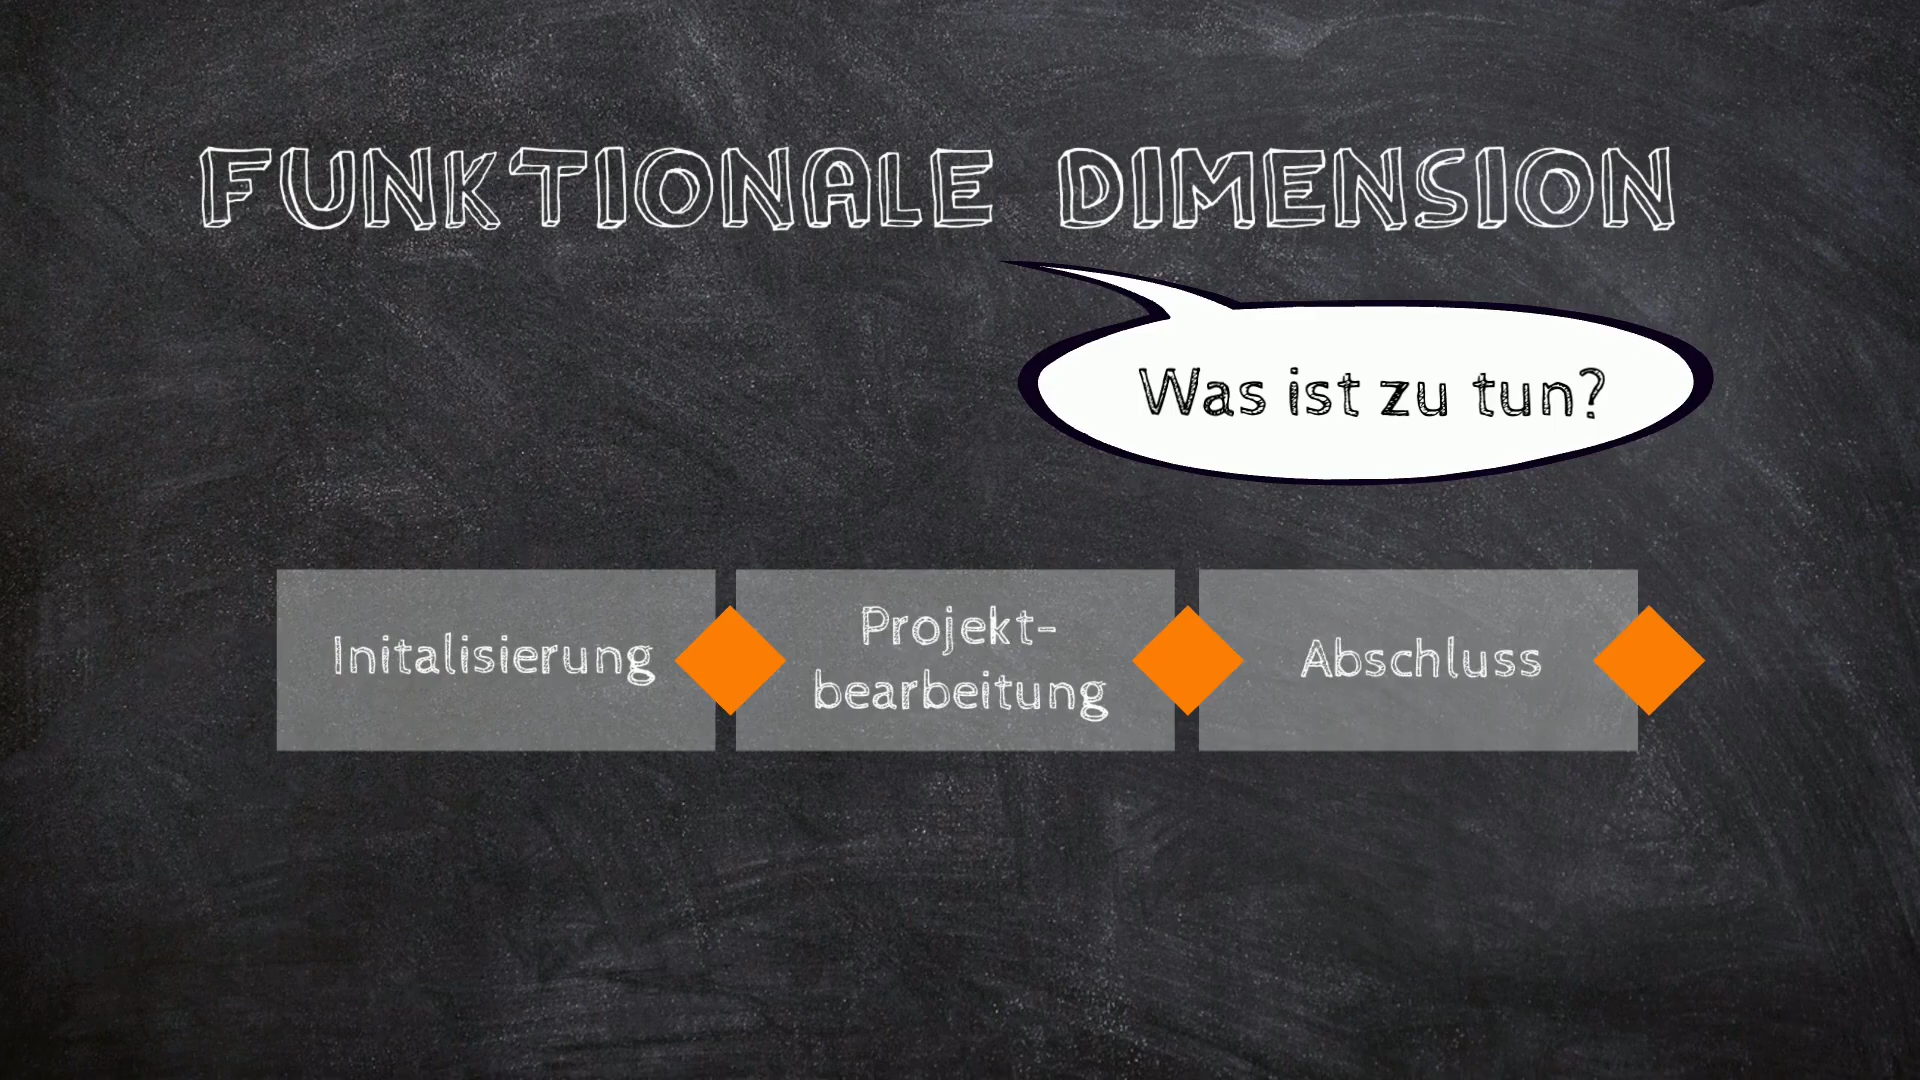 FUNKTIONALE DIMENSION
Was ist zu tun?
Initalisierung
Projekt-
bearbeitung
Abschluss